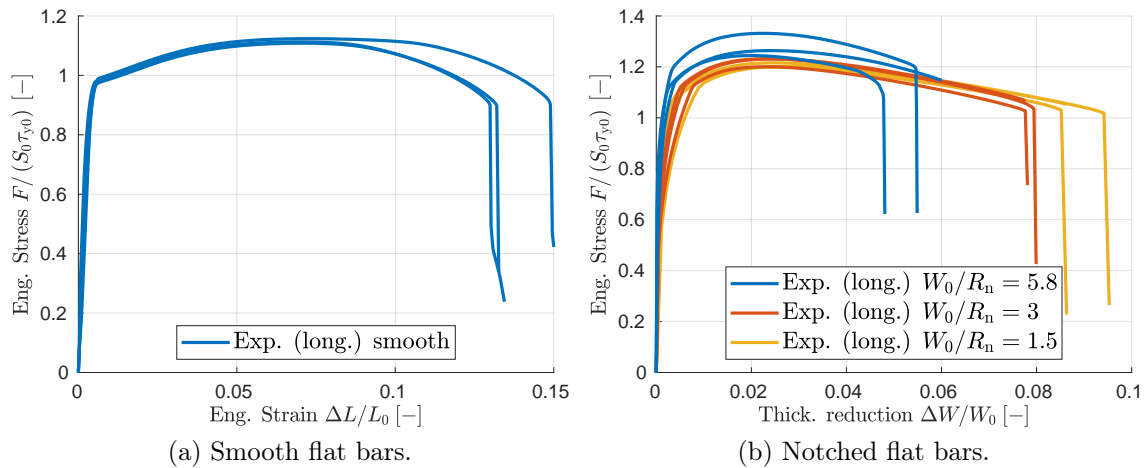 1.2
1
0.8
0.6
0.4
0.2
0
Eng. Stress F/(S₀τy0) [−]
Exp. (long.) smooth
0 0.05 0.1 0.15
Eng. Strain ΔL/L₀ [−]
(a) Smooth flat bars.
1.4
1.2
1
0.8
0.6
0.4
0.2
0
Eng. Stress F/(S₀τy0) [−]
Exp. (long.) W₀/Rₙ = 5.8
Exp. (long.) W₀/Rₙ = 3
Exp. (long.) W₀/Rₙ = 1.5
0 0.02 0.04 0.06 0.08 0.1
Thick. reduction ΔW/W₀ [−]
(b) Notched flat bars.